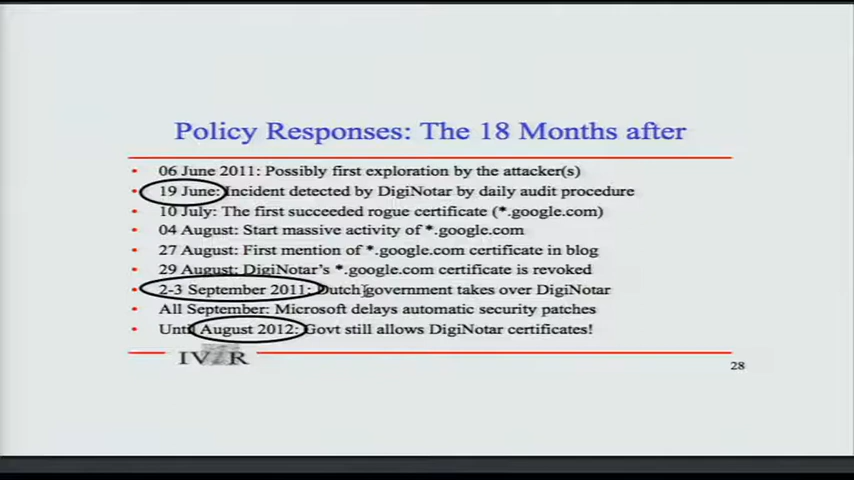 Policy Responses: The 18 Months after
• 06 June 2011: Possibly first exploration by the attacker(s)
• 19 June: Incident detected by DigiNotar by daily audit procedure
• 10 July: The first succeeded rogue certificate (*.google.com)
• 04 August: Start massive activity of *.google.com
• 27 August: First mention of *.google.com certificate in blog
• 29 August: DigiNotar's *.google.com certificate is revoked
• 2-3 September 2011: Dutch government takes over DigiNotar
• All September: Microsoft delays automatic security patches
• Until August 2012: Govt still allows DigiNotar certificates!
IViR
28